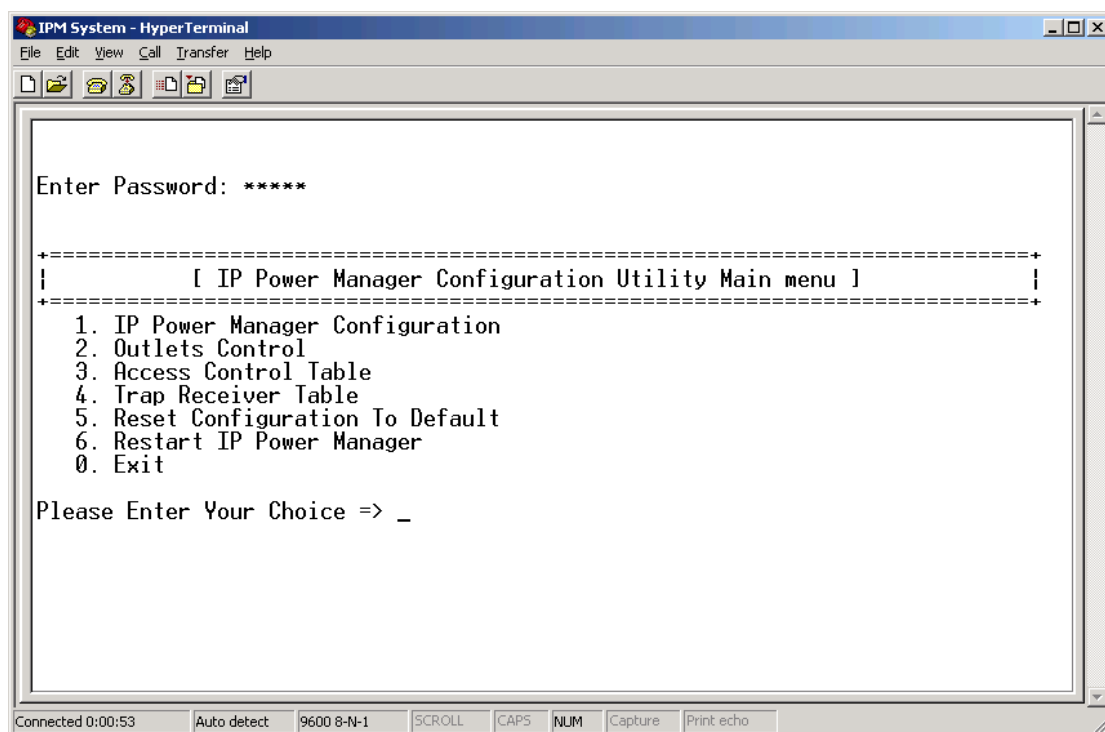 IPM System - HyperTerminal
File Edit View Call Transfer Help
Enter Password: *****
+============================================================================+
¦ [ IP Power Manager Configuration Utility Main menu ] ¦
+============================================================================+
1. IP Power Manager Configuration
2. Outlets Control
3. Access Control Table
4. Trap Receiver Table
5. Reset Configuration To Default
6. Restart IP Power Manager
0. Exit
Please Enter Your Choice => _
Connected 0:00:53 Auto detect 9600 8-N-1 SCROLL CAPS NUM Capture Print echo